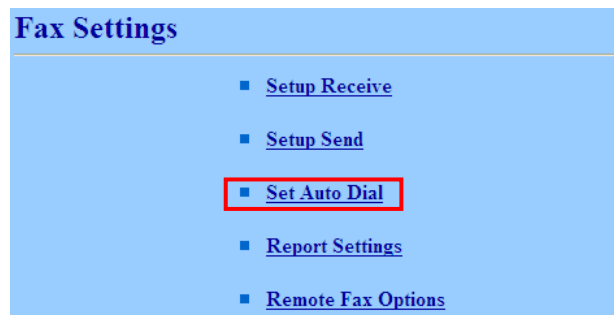 Fax Settings
Setup Receive
Setup Send
Set Auto Dial
Report Settings
Remote Fax Options